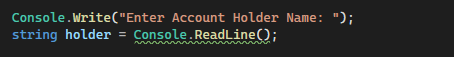 Console.Write("Enter Account Holder Name: ");
string holder = Console.ReadLine();